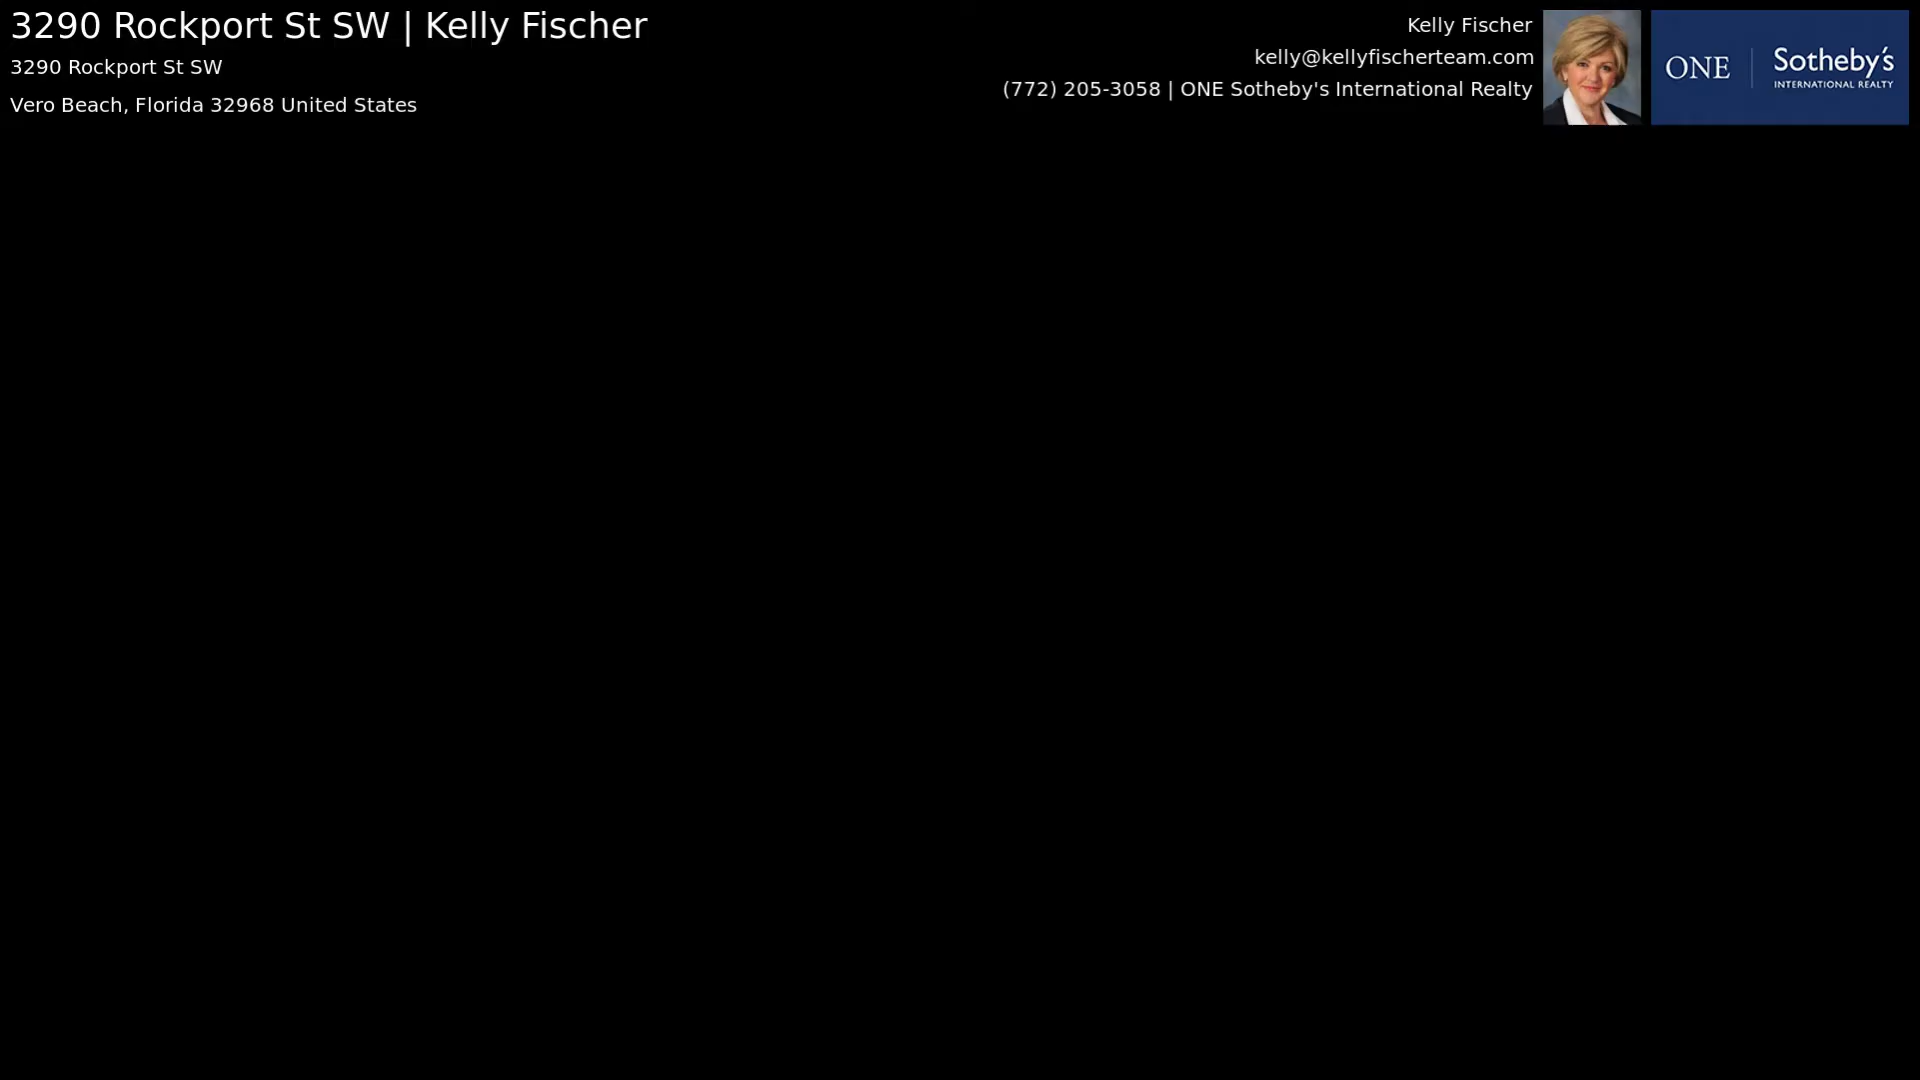 3290 Rockport St SW | Kelly Fischer
3290 Rockport St SW
Vero Beach, Florida 32968 United States
Kelly Fischer
kelly@kellyfischerteam.com
(772) 205-3058 | ONE Sotheby's International Realty
ONE | Sotheby's
INTERNATIONAL REALTY